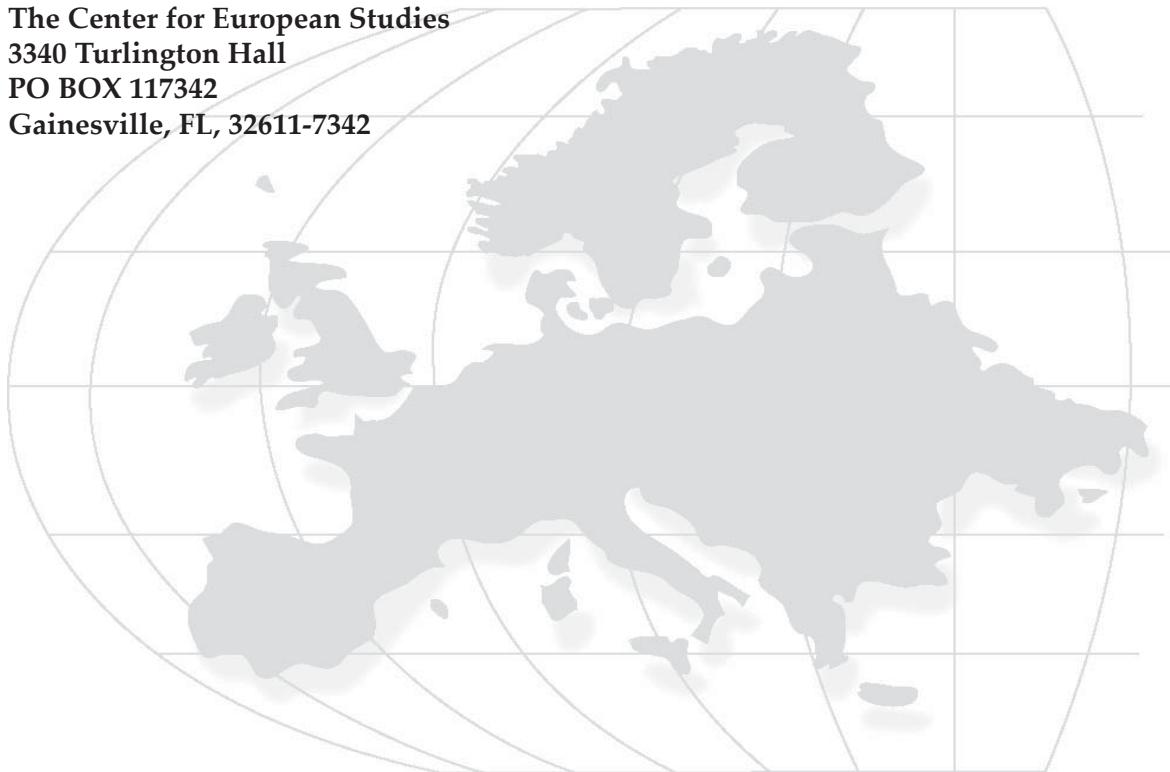 The Center for European Studies
3340 Turlington Hall
PO BOX 117342
Gainesville, FL, 32611-7342